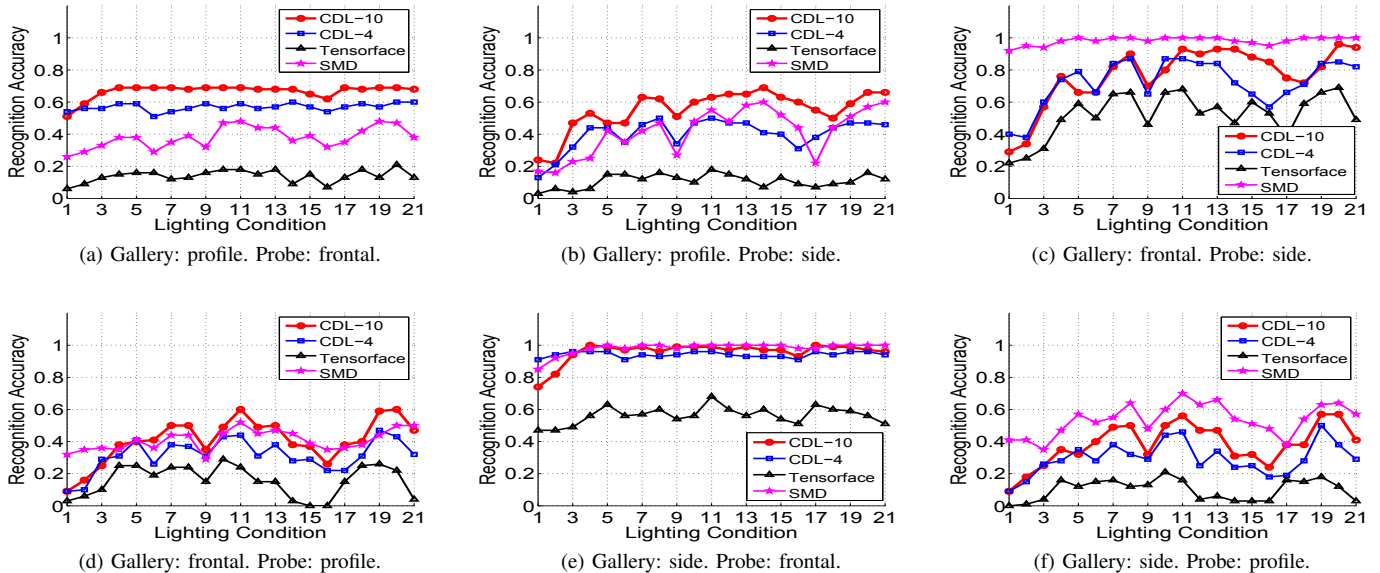 Recognition Accuracy
1
0.8
0.6
0.4
0.2
0
CDL−10
CDL−4
Tensorface
SMD
1 3 5 7 9 11 13 15 17 19 21
Lighting Condition
(a) Gallery: profile. Probe: frontal.
Recognition Accuracy
1
0.8
0.6
0.4
0.2
0
CDL−10
CDL−4
Tensorface
SMD
1 3 5 7 9 11 13 15 17 19 21
Lighting Condition
(b) Gallery: profile. Probe: side.
Recognition Accuracy
1
0.8
0.6
0.4
0.2
0
CDL−10
CDL−4
Tensorface
SMD
1 3 5 7 9 11 13 15 17 19 21
Lighting Condition
(c) Gallery: frontal. Probe: side.
Recognition Accuracy
1
0.8
0.6
0.4
0.2
0
CDL−10
CDL−4
Tensorface
SMD
1 3 5 7 9 11 13 15 17 19 21
Lighting Condition
(d) Gallery: frontal. Probe: profile.
Recognition Accuracy
1
0.8
0.6
0.4
0.2
0
CDL−10
CDL−4
Tensorface
SMD
1 3 5 7 9 11 13 15 17 19 21
Lighting Condition
(e) Gallery: side. Probe: frontal.
Recognition Accuracy
1
0.8
0.6
0.4
0.2
0
CDL−10
CDL−4
Tensorface
SMD
1 3 5 7 9 11 13 15 17 19 21
Lighting Condition
(f) Gallery: side. Probe: profile.